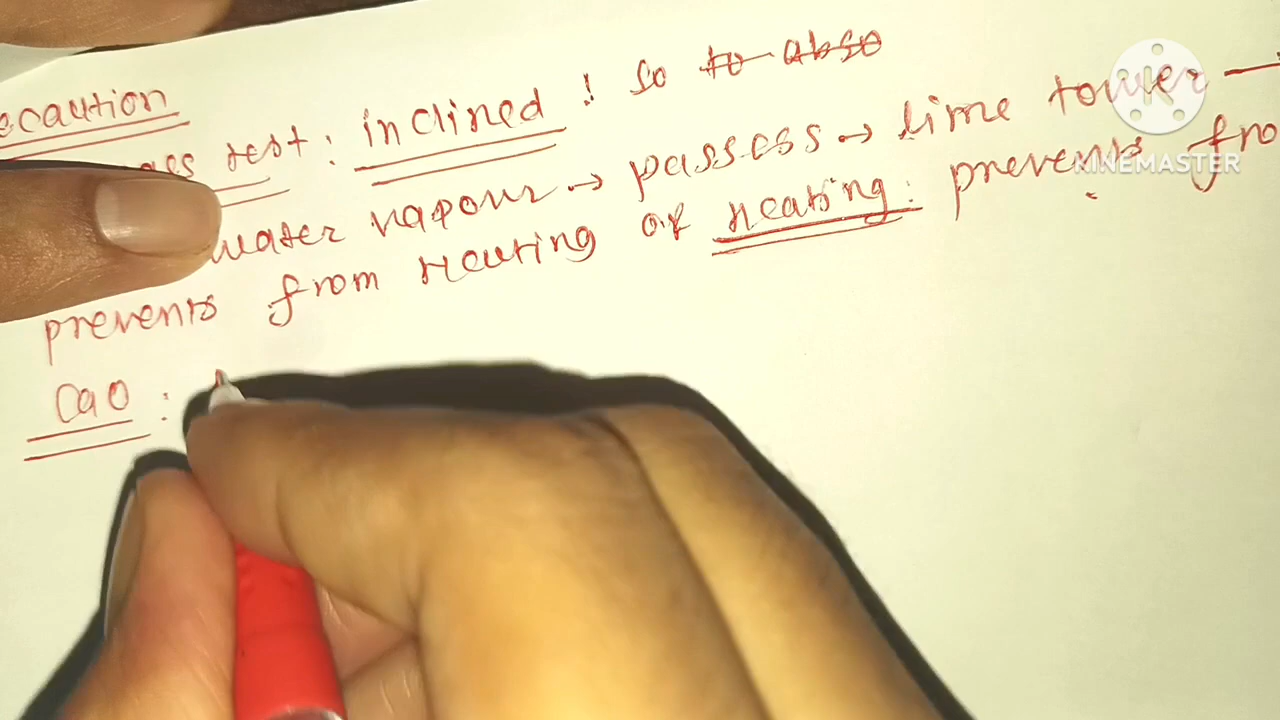 ecaution
test : inclined ! so to abso
water vapour → passess → lime tower →
prevents from Heating of heating : prevents fro
CaO :
KINEMASTER